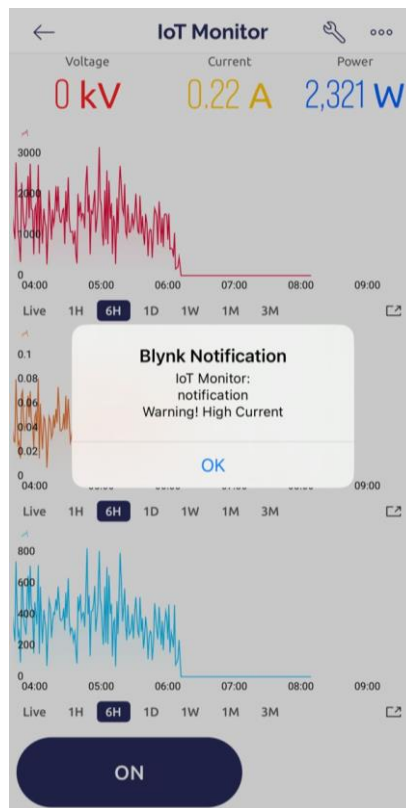 IoT Monitor
Voltage Current Power
0 kV 0.22 A 2,321 W
3000
2000
1000
0
04:00 05:00 06:00 07:00 08:00 09:00
Live 1H 6H 1D 1W 1M 3M
Blynk Notification
IoT Monitor:
notification
Warning! High Current
OK
0.1
0.08
0.06
0.04
0.02
0
04:00 09:00
Live 1H 6H 1D 1W 1M 3M
800
600
400
200
0
04:00 05:00 06:00 07:00 08:00 09:00
Live 1H 6H 1D 1W 1M 3M
ON